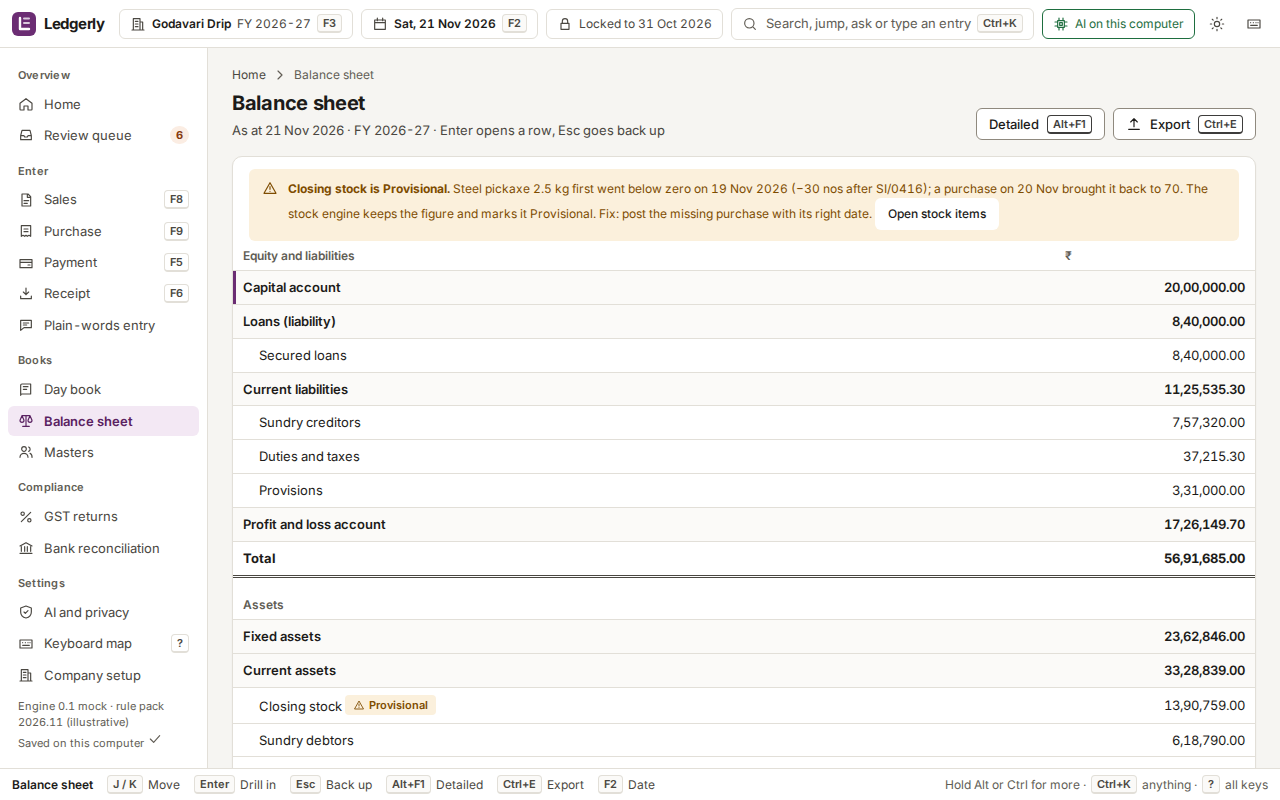 Ledgerly
Godavari Drip FY 2026-27 F3
Sat, 21 Nov 2026 F2
Locked to 31 Oct 2026
Search, jump, ask or type an entry Ctrl+K
AI on this computer
Overview
Home
Review queue 6
Enter
Sales F8
Purchase F9
Payment F5
Receipt F6
Plain-words entry
Books
Day book
Balance sheet
Masters
Compliance
GST returns
Bank reconciliation
Settings
AI and privacy
Keyboard map ?
Company setup
Engine 0.1 mock · rule pack
2026.11 (illustrative)
Saved on this computer
Home > Balance sheet
Balance sheet
As at 21 Nov 2026 · FY 2026-27 · Enter opens a row, Esc goes back up
Detailed Alt+F1
Export Ctrl+E
Closing stock is Provisional. Steel pickaxe 2.5 kg first went below zero on 19 Nov 2026 (−30 nos after SI/0416); a purchase on 20 Nov brought it back to 70. The
stock engine keeps the figure and marks it Provisional. Fix: post the missing purchase with its right date. Open stock items
Equity and liabilities ₹
Capital account 20,00,000.00
Loans (liability) 8,40,000.00
Secured loans 8,40,000.00
Current liabilities 11,25,535.30
Sundry creditors 7,57,320.00
Duties and taxes 37,215.30
Provisions 3,31,000.00
Profit and loss account 17,26,149.70
Total 56,91,685.00
Assets
Fixed assets 23,62,846.00
Current assets 33,28,839.00
Closing stock Provisional 13,90,759.00
Sundry debtors 6,18,790.00
Balance sheet J / K Move Enter Drill in Esc Back up Alt+F1 Detailed Ctrl+E Export F2 Date
Hold Alt or Ctrl for more · Ctrl+K anything · ? all keys